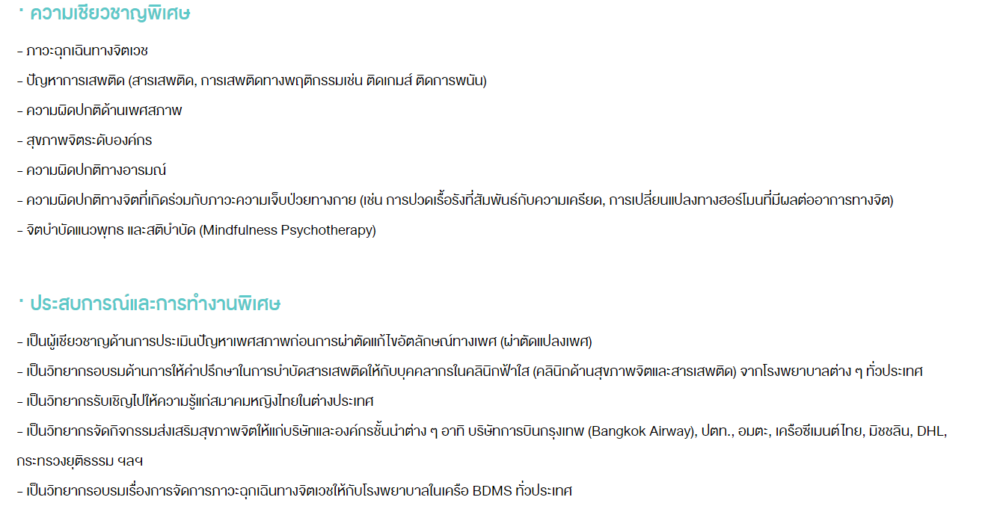 · ความเชียวชาญพิเศษ
- ภาวะฉุกเฉินทางจิตเวช
- ปัญหาการเสพติด (สารเสพติด, การเสพติดทางพฤติกรรมเช่น ติดเกมส์ ติดการพนัน)
- ความผิดปกติด้านเพศสภาพ
- สุขภาพจิตระดับองค์กร
- ความผิดปกติทางอารมณ์
- ความผิดปกติทางจิตที่เกิดร่วมกับภาวะความเจ็บป่วยทางกาย (เช่น การปวดเรื้อรังที่สัมพันธ์กับความเครียด, การเปลี่ยนแปลงทางฮอร์โมนที่มีผลต่ออาการทางจิต)
- จิตบำบัดแนวพุทธ และสติบำบัด (Mindfulness Psychotherapy)
· ประสบการณ์และการทำงานพิเศษ
- เป็นผู้เชียวชาญด้านการประเมินปัญหาเพศสภาพก่อนการผ่าตัดแก้ไขอัตลักษณ์ทางเพศ (ผ่าตัดแปลงเพศ)
- เป็นวิทยากรอบรมด้านการให้คำปรึกษาในการบำบัดสารเสพติดให้กับบุคคลากรในคลินิกฟ้าใส (คลินิกด้านสุขภาพจิตและสารเสพติด) จากโรงพยาบาลต่าง ๆ ทั่วประเทศ
- เป็นวิทยากรรับเชิญไปให้ความรู้แก่สมาคมหญิงไทยในต่างประเทศ
- เป็นวิทยากรจัดกิจกรรมส่งเสริมสุขภาพจิตให้แก่บริษัทและองค์กรชั้นนำต่าง ๆ อาทิ บริษัทการบินกรุงเทพ (Bangkok Airway), ปตท., อมตะ, เครือซีเมนต์ไทย, มิชชลิน, DHL,
กระทรวงยุติธรรม ฯลฯ
- เป็นวิทยากรอบรมเรื่องการจัดการภาวะฉุกเฉินทางจิตเวชให้กับโรงพยาบาลในเครือ BDMS ทั่วประเทศ